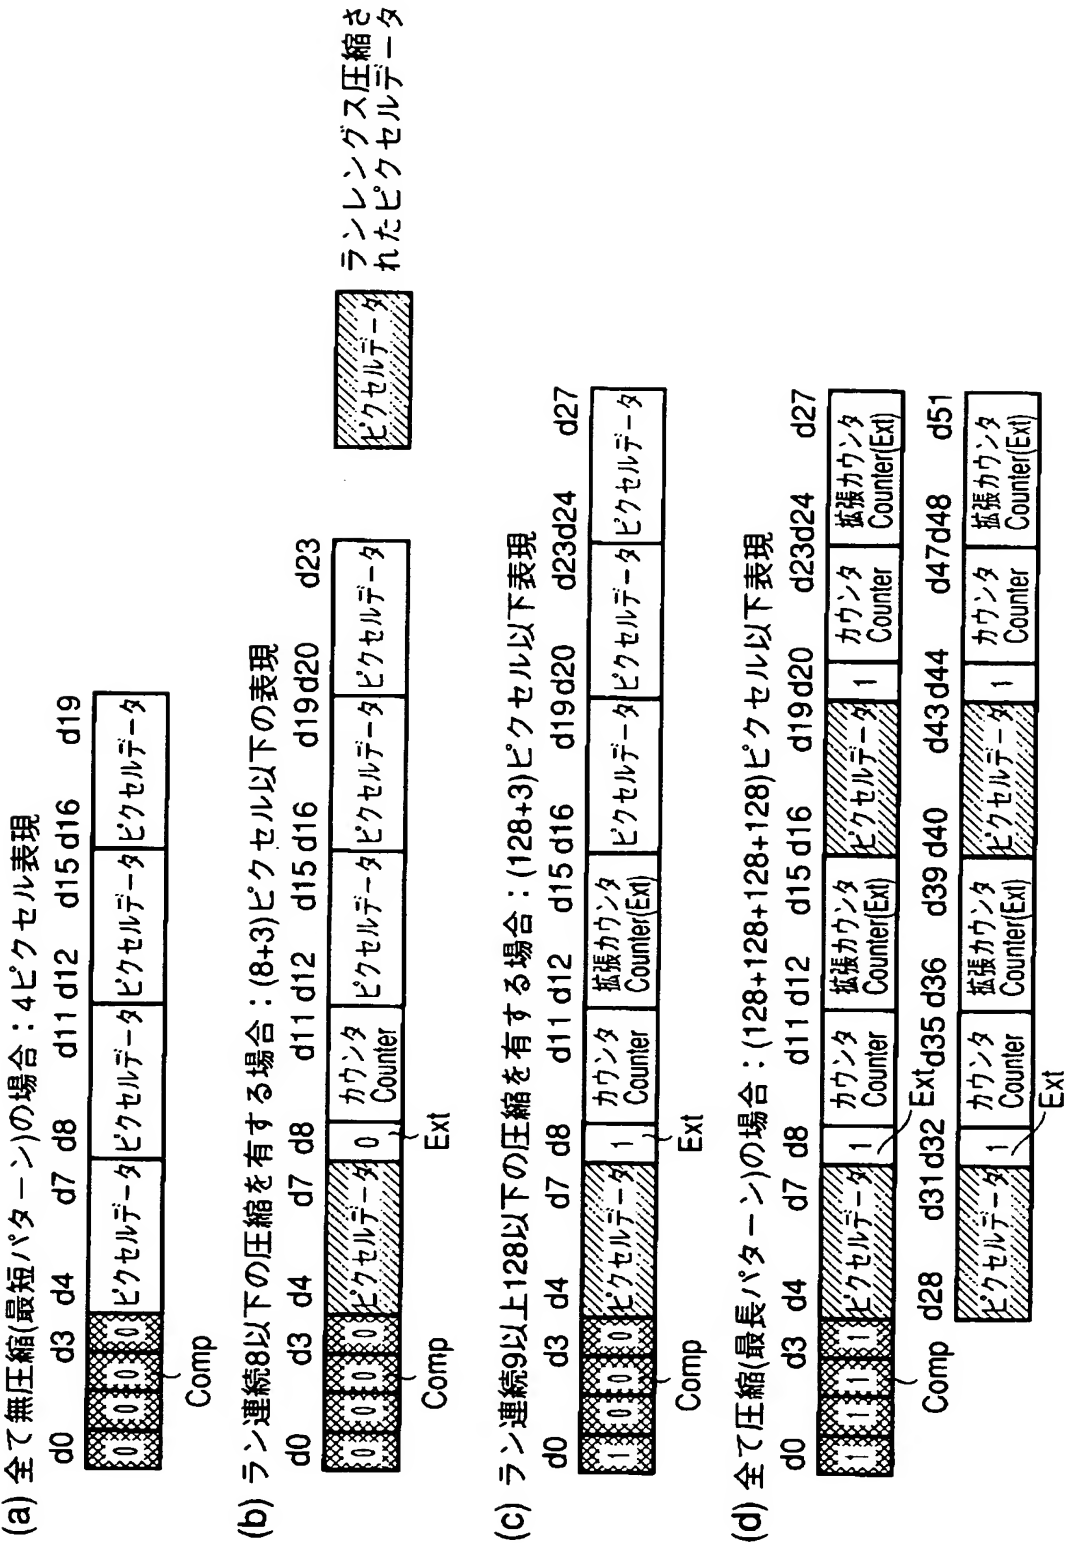 (a) 全て無圧縮(最短パターン)の場合：4ピクセル表現
d0 d3 d4 d7 d8 d11 d12 d15 d16 d19
0 0 0 0 ピクセルデータ ピクセルデータ ピクセルデータ ピクセルデータ
Comp
(b) ラン連続8以下の圧縮を有する場合：(8+3)ピクセル以下の表現
d0 d3 d4 d7 d8 d11 d12 d15 d16 d19 d20 d23
0 0 0 0 ピクセルデータ 0 カウンタ Counter ピクセルデータ ピクセルデータ ピクセルデータ
Comp Ext
ピクセルデータ
ランレングス圧縮さ
れたピクセルデータ
(c) ラン連続9以上128以下の圧縮を有する場合：(128+3)ピクセル以下表現
d0 d3 d4 d7 d8 d11 d12 d15 d16 d19 d20 d23 d24 d27
1 0 0 0 ピクセルデータ 1 カウンタ Counter 拡張カウンタ Counter(Ext) ピクセルデータ ピクセルデータ ピクセルデータ
Comp Ext
(d) 全て圧縮(最長パターン)の場合：(128+128+128+128)ピクセル以下表現
d0 d3 d4 d7 d8 d11 d12 d15 d16 d19 d20 d23 d24 d27
1 1 1 1 ピクセルデータ 1 カウンタ Counter 拡張カウンタ Counter(Ext) ピクセルデータ 1 カウンタ Counter 拡張カウンタ Counter(Ext)
Comp Ext
d28 d31 d32 d35 d36 d39 d40 d43 d44 d47 d48 d51
ピクセルデータ 1 カウンタ Counter 拡張カウンタ Counter(Ext) ピクセルデータ 1 カウンタ Counter 拡張カウンタ Counter(Ext)
Ext